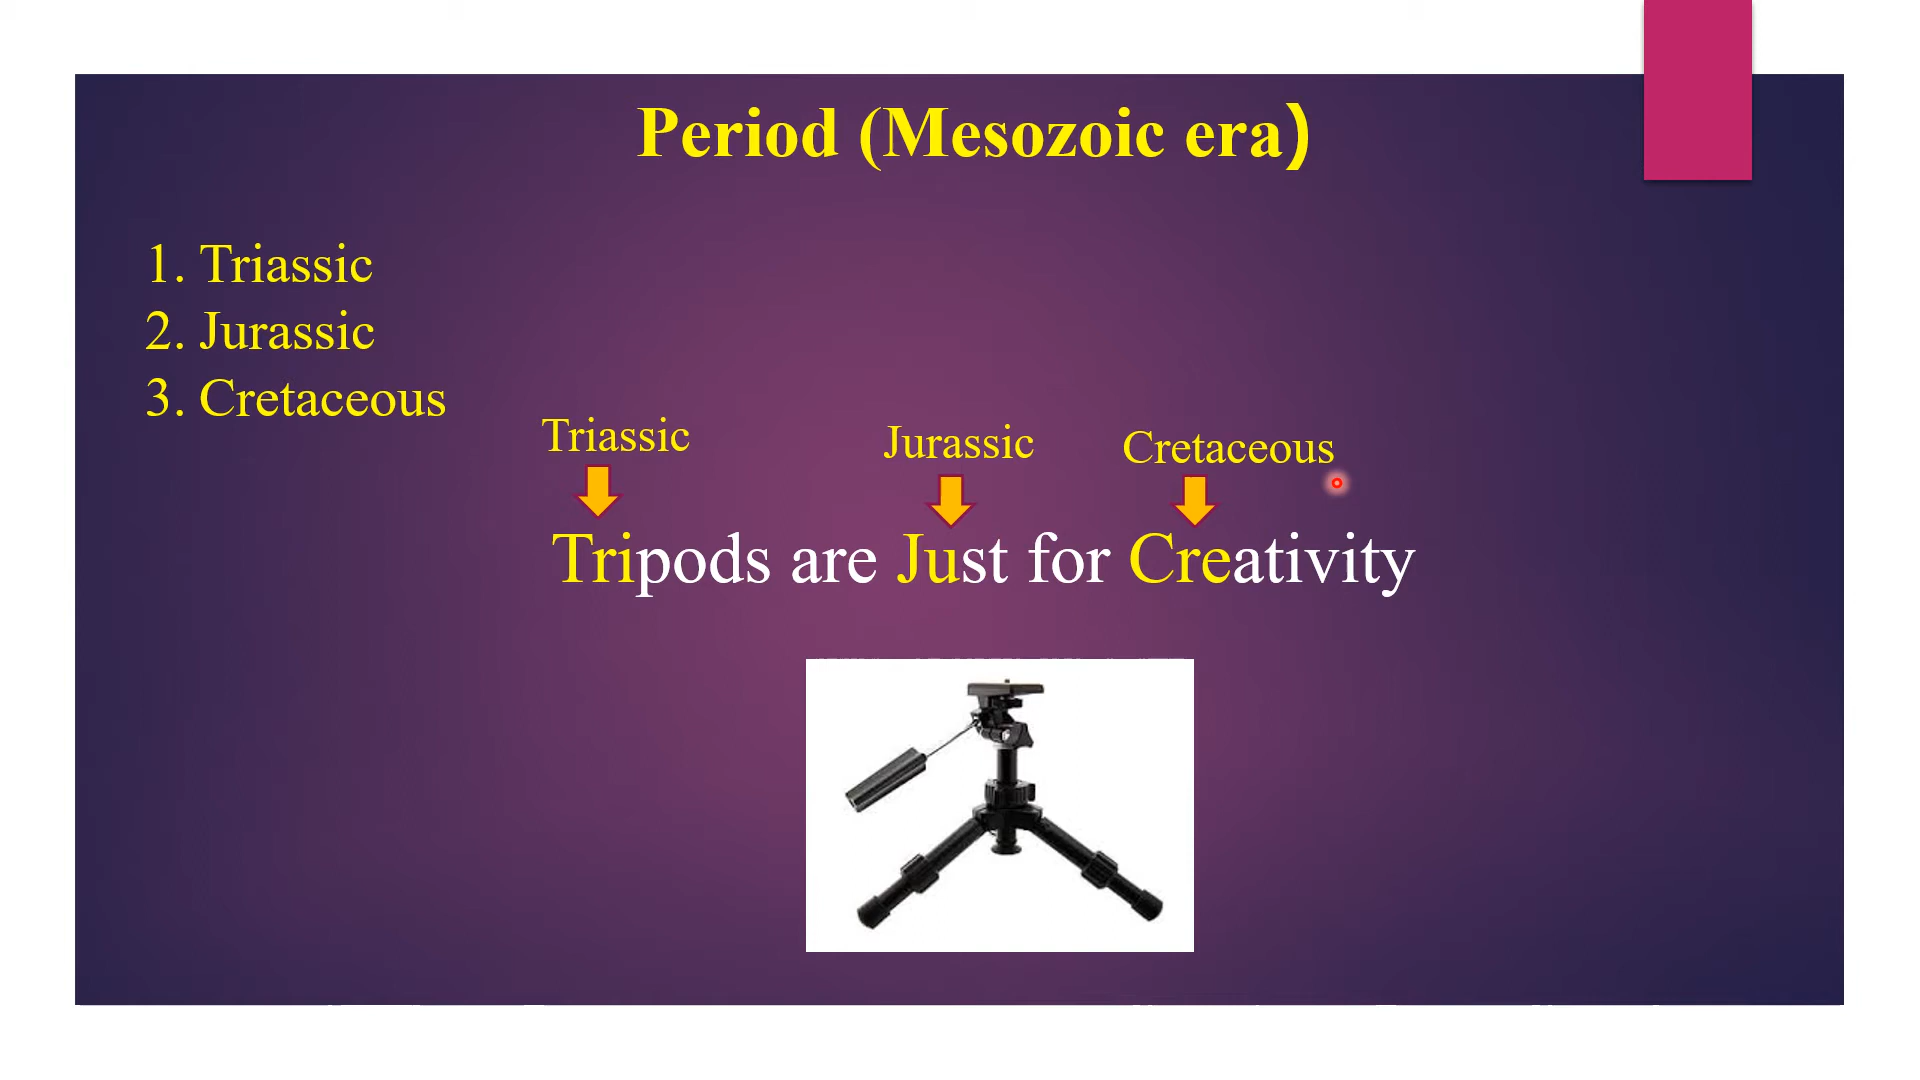 Period (Mesozoic era)
1. Triassic
2. Jurassic
3. Cretaceous
Triassic Jurassic Cretaceous
Tripods are Just for Creativity